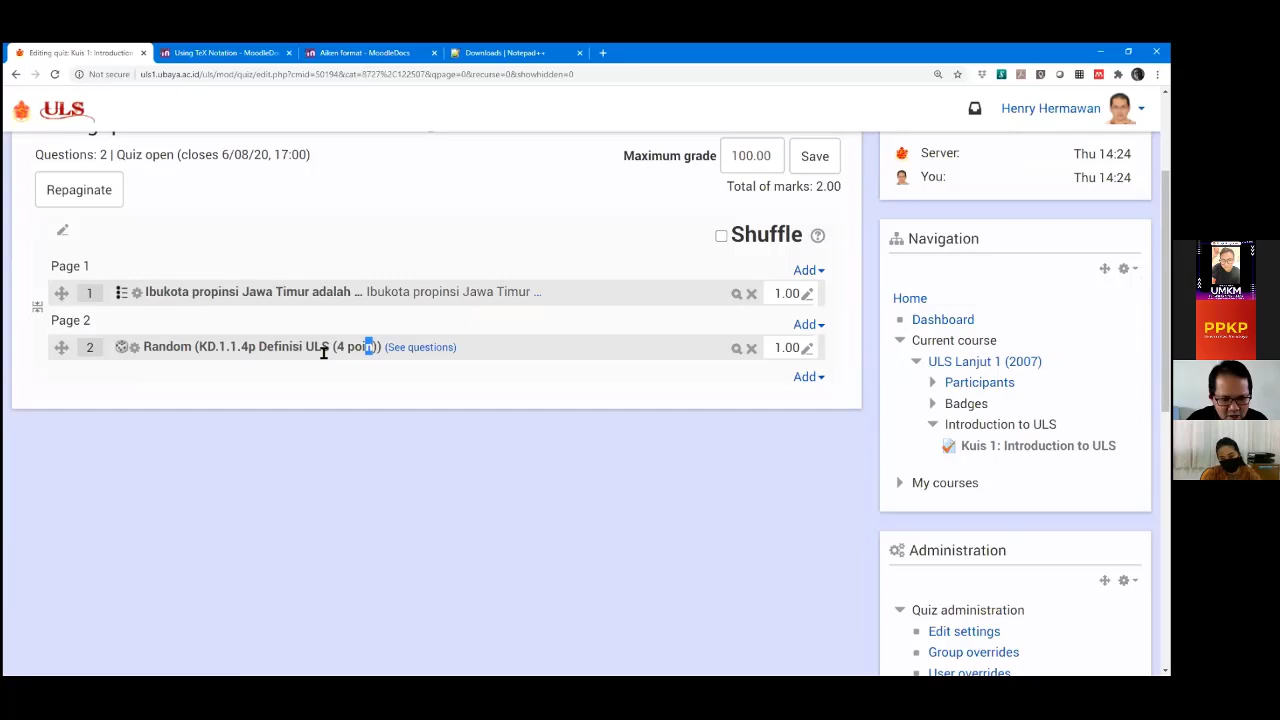 Editing quiz: Kuis 1: Introduction
Using TeX Notation - MoodleDo
Aiken format - MoodleDocs
Downloads | Notepad++
Not secure
uls1.ubaya.ac.id/uls/mod/quiz/edit.php?cmid=50194&cat=8727%2C122507&qpage=0&recurse=0&showhidden=0
ULS
Henry Hermawan
Questions: 2 | Quiz open (closes 6/08/20, 17:00)
Maximum grade 100.00 Save
Total of marks: 2.00
Repaginate
Shuffle
Page 1
Add
1 Ibukota propinsi Jawa Timur adalah ... Ibukota propinsi Jawa Timur ... 1.00
Page 2
Add
2 Random (KD.1.1.4p Definisi ULS (4 poin)) (See questions) 1.00
Add
Server: Thu 14:24
You: Thu 14:24
Navigation
Home
Dashboard
Current course
ULS Lanjut 1 (2007)
Participants
Badges
Introduction to ULS
Kuis 1: Introduction to ULS
My courses
Administration
Quiz administration
Edit settings
Group overrides
User overrides
UMKM
PPKP